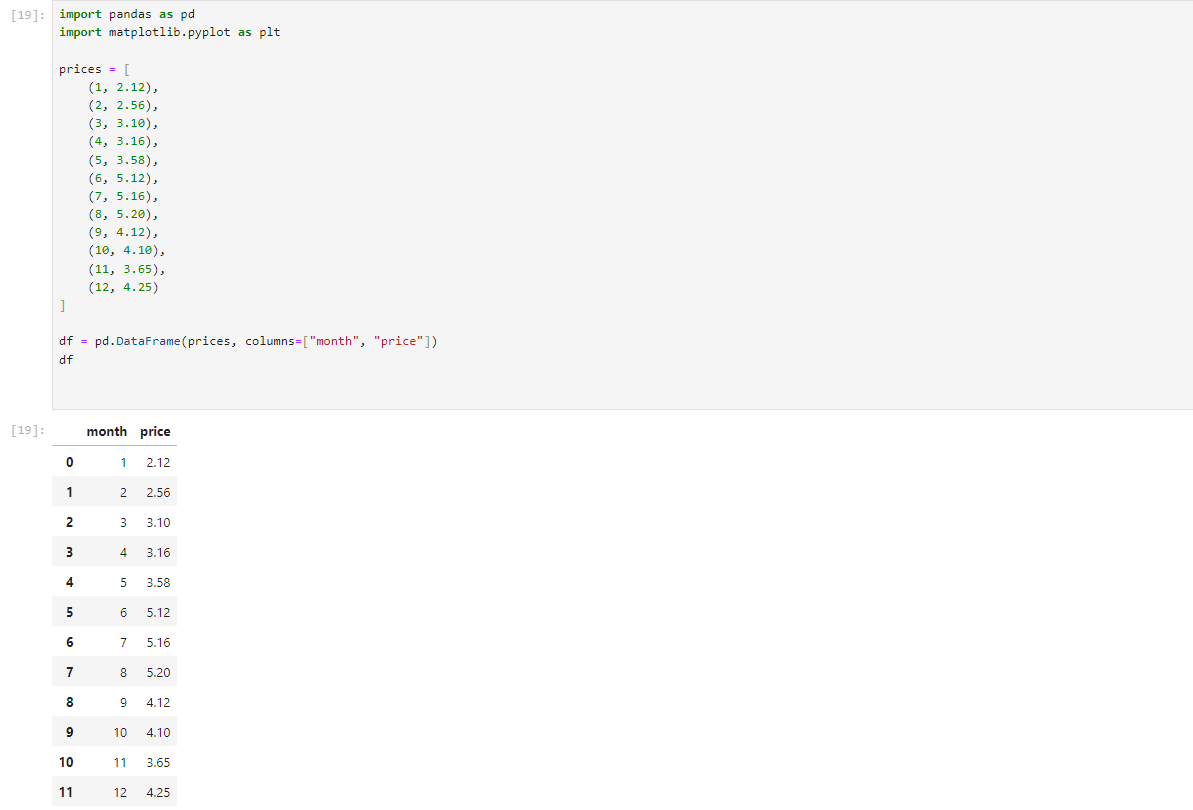 [19]: import pandas as pd
import matplotlib.pyplot as plt
prices = [
(1, 2.12),
(2, 2.56),
(3, 3.10),
(4, 3.16),
(5, 3.58),
(6, 5.12),
(7, 5.16),
(8, 5.20),
(9, 4.12),
(10, 4.10),
(11, 3.65),
(12, 4.25)
]
df = pd.DataFrame(prices, columns=["month", "price"])
df
[19]: month price
0 1 2.12
1 2 2.56
2 3 3.10
3 4 3.16
4 5 3.58
5 6 5.12
6 7 5.16
7 8 5.20
8 9 4.12
9 10 4.10
10 11 3.65
11 12 4.25